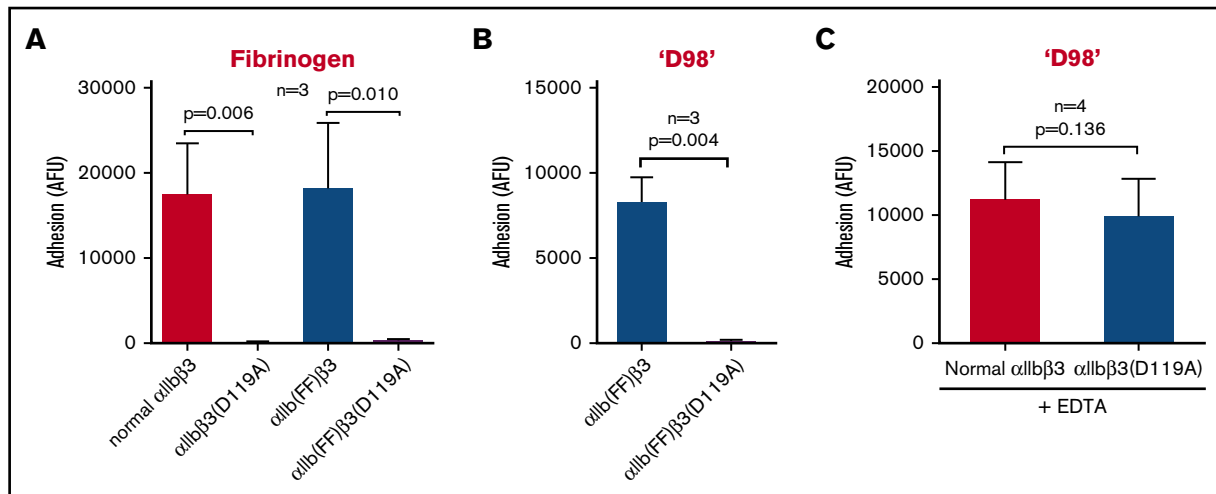 A
Fibrinogen
30000
20000
10000
0
Adhesion (AFU)
n=3
p=0.006
p=0.010
normal αIIbβ3
αIIbβ3(D119A)
αIIb(FF)β3
αIIb(FF)β3(D119A)
B
'D98'
15000
10000
5000
0
Adhesion (AFU)
n=3
p=0.004
αIIb(FF)β3
αIIb(FF)β3(D119A)
C
'D98'
20000
15000
10000
5000
0
Adhesion (AFU)
n=4
p=0.136
Normal αIIbβ3 αIIbβ3(D119A)
+ EDTA